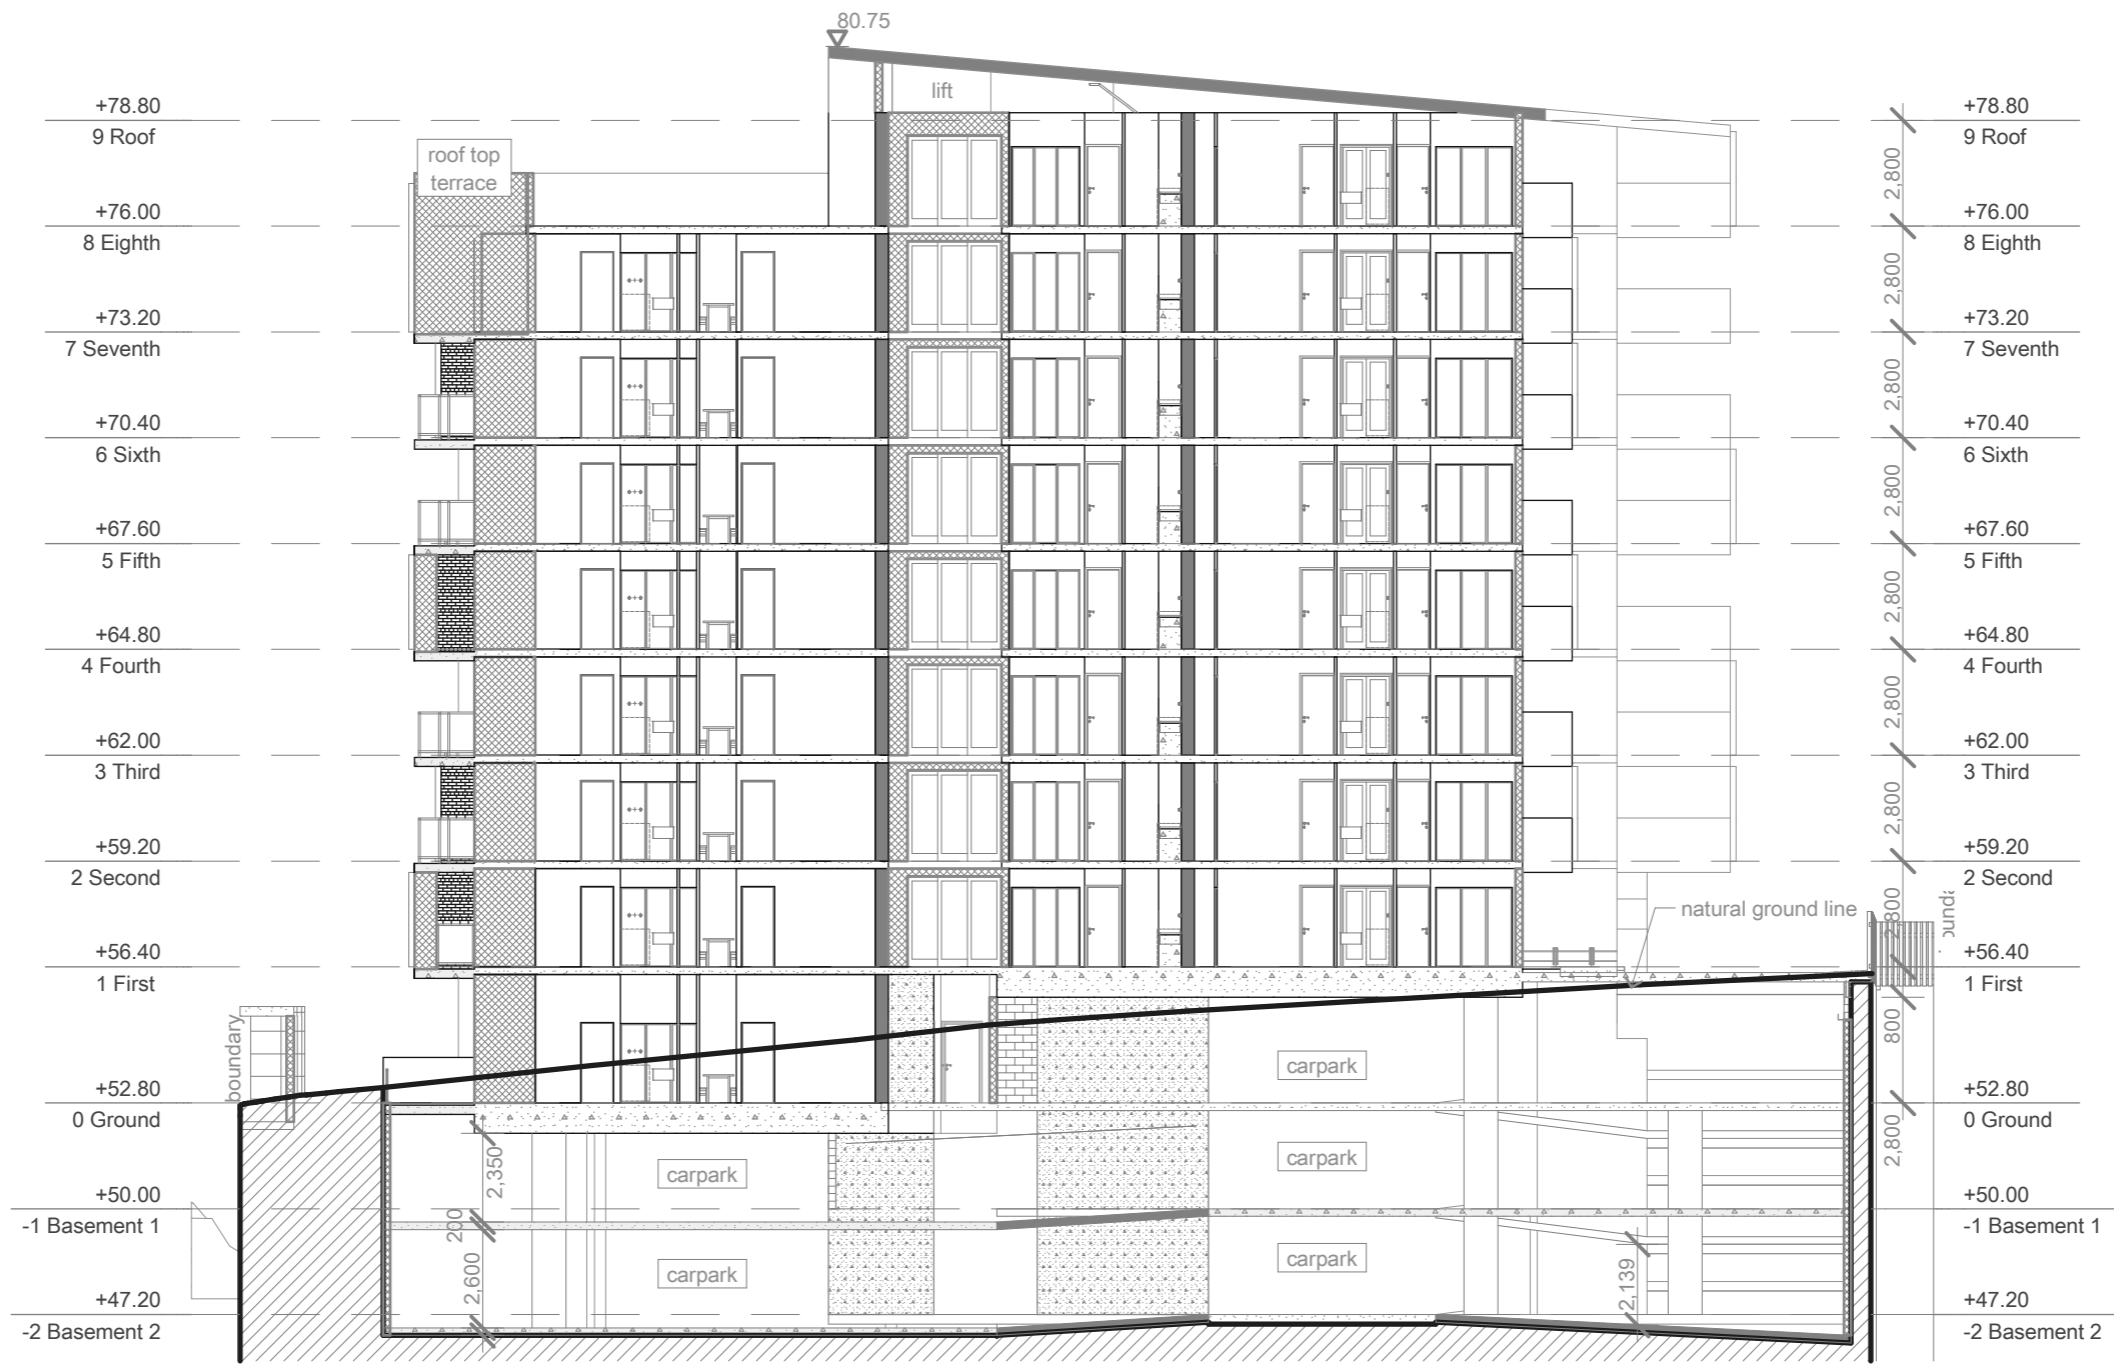 80.75
lift
roof top
terrace
+78.80
9 Roof
+76.00
8 Eighth
+73.20
7 Seventh
+70.40
6 Sixth
+67.60
5 Fifth
+64.80
4 Fourth
+62.00
3 Third
+59.20
2 Second
+56.40
1 First
boundary
+52.80
0 Ground
+50.00
-1 Basement 1
+47.20
-2 Basement 2
2,350
200
2,600
carpark
carpark
carpark
carpark
carpark
2,139
natural ground line
2,800
2,800
2,800
2,800
2,800
2,800
2,800
2,800
800
2,800
+78.80
9 Roof
+76.00
8 Eighth
+73.20
7 Seventh
+70.40
6 Sixth
+67.60
5 Fifth
+64.80
4 Fourth
+62.00
3 Third
+59.20
2 Second
+56.40
1 First
+52.80
0 Ground
+50.00
-1 Basement 1
+47.20
-2 Basement 2